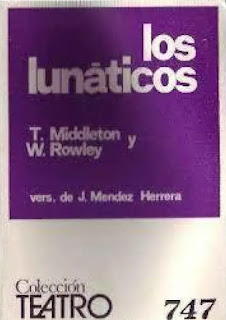 los
lunáticos
T. Middleton y
W. Rowley
vers. de J. Mendez Herrera
Colección
TEATRO
747